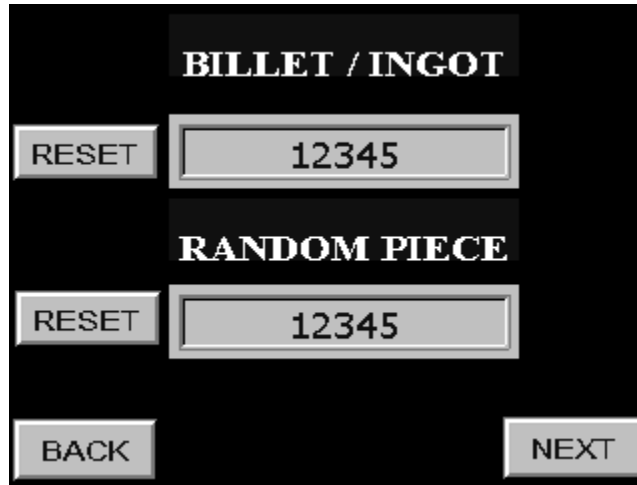 BILLET / INGOT
RESET
12345
RANDOM PIECE
RESET
12345
BACK
NEXT